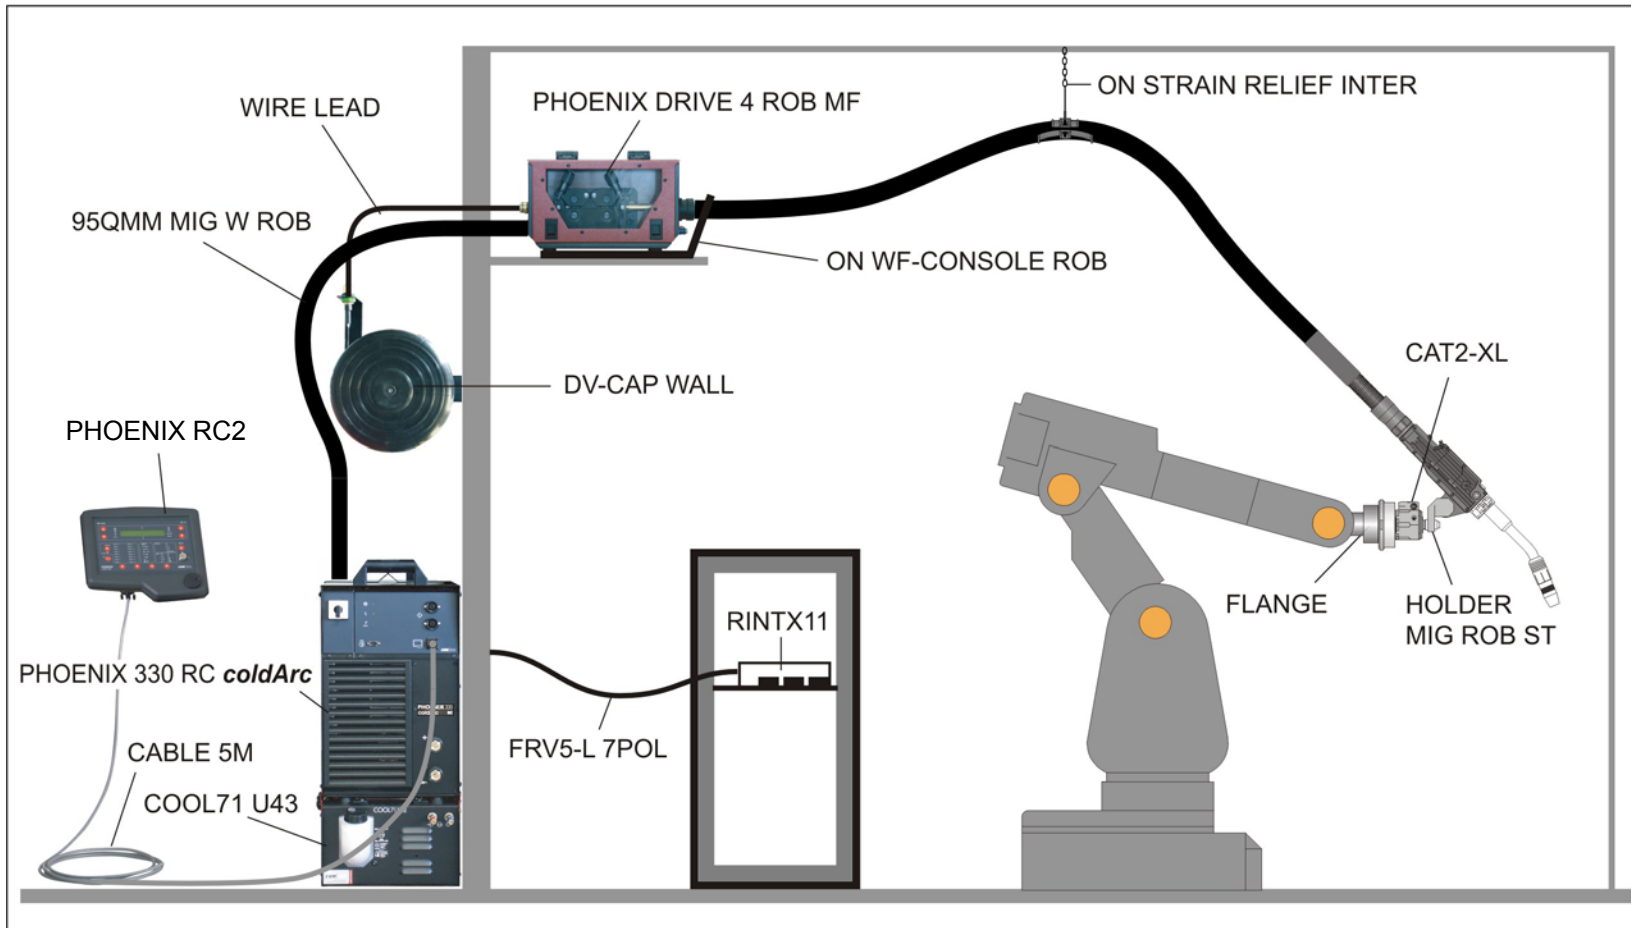 ON STRAIN RELIEF INTER
PHOENIX DRIVE 4 ROB MF
WIRE LEAD
95QMM MIG W ROB
ON WF-CONSOLE ROB
CAT2-XL
DV-CAP WALL
PHOENIX RC2
FLANGE
HOLDER
MIG ROB ST
RINTX11
PHOENIX 330 RC coldArc
FRV5-L 7POL
CABLE 5M
COOL71 U43